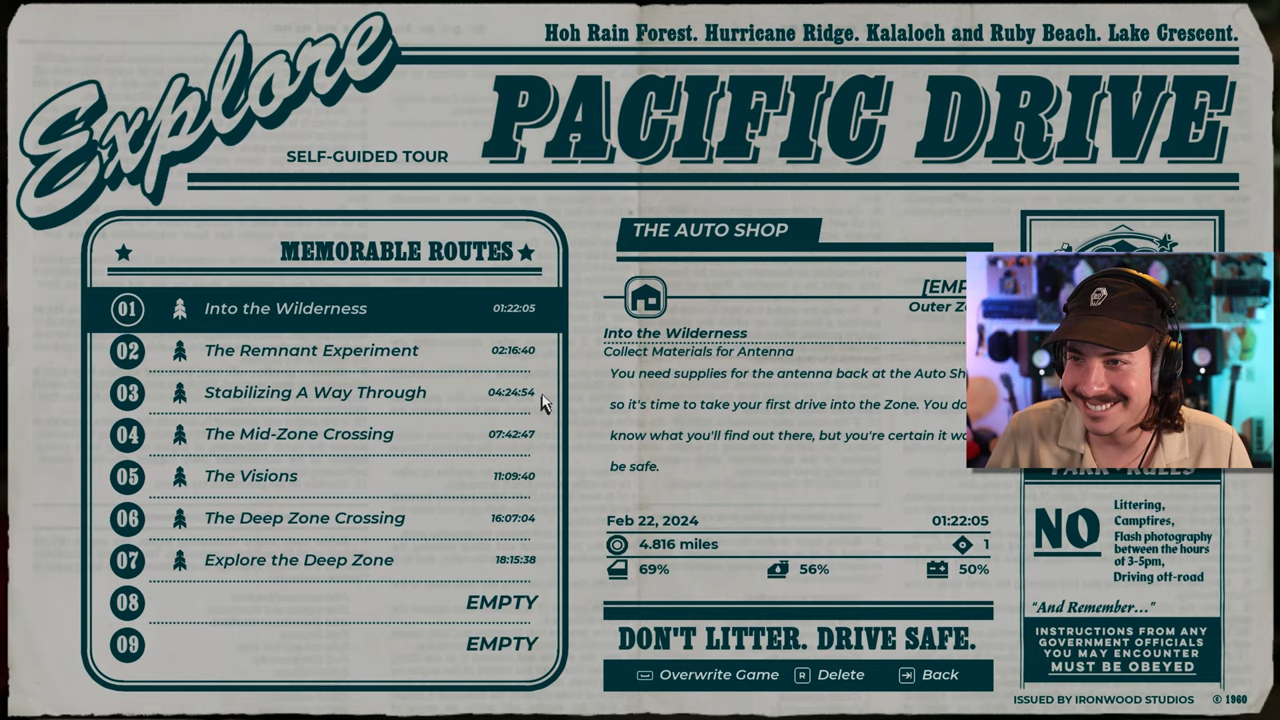 Explore
Hoh Rain Forest. Hurricane Ridge. Kalaloch and Ruby Beach. Lake Crescent.
PACIFIC DRIVE
SELF-GUIDED TOUR
MEMORABLE ROUTES
01 Into the Wilderness 01:22:05
02 The Remnant Experiment 02:16:40
03 Stabilizing A Way Through 04:24:54
04 The Mid-Zone Crossing 07:42:47
05 The Visions 11:09:40
06 The Deep Zone Crossing 16:07:04
07 Explore the Deep Zone 18:15:38
08 EMPTY
09 EMPTY
THE AUTO SHOP
Outer
Into the Wilderness
Collect Materials for Antenna
You need supplies for the antenna back at the Auto
so it's time to take your first drive into the Zone. You
know what you'll find out there, but you're certain it
be safe.
Feb 22, 2024 01:22:05
4.816 miles 1
69% 56% 50%
DON'T LITTER. DRIVE SAFE.
Overwrite Game R Delete Back
PARK RULES
NO
Littering,
Campfires,
Flash photography
between the hours
of 3-5pm,
Driving off-road
"And Remember..."
INSTRUCTIONS FROM ANY
GOVERNMENT OFFICIALS
YOU MAY ENCOUNTER
MUST BE OBEYED
ISSUED BY IRONWOOD STUDIOS © 1960